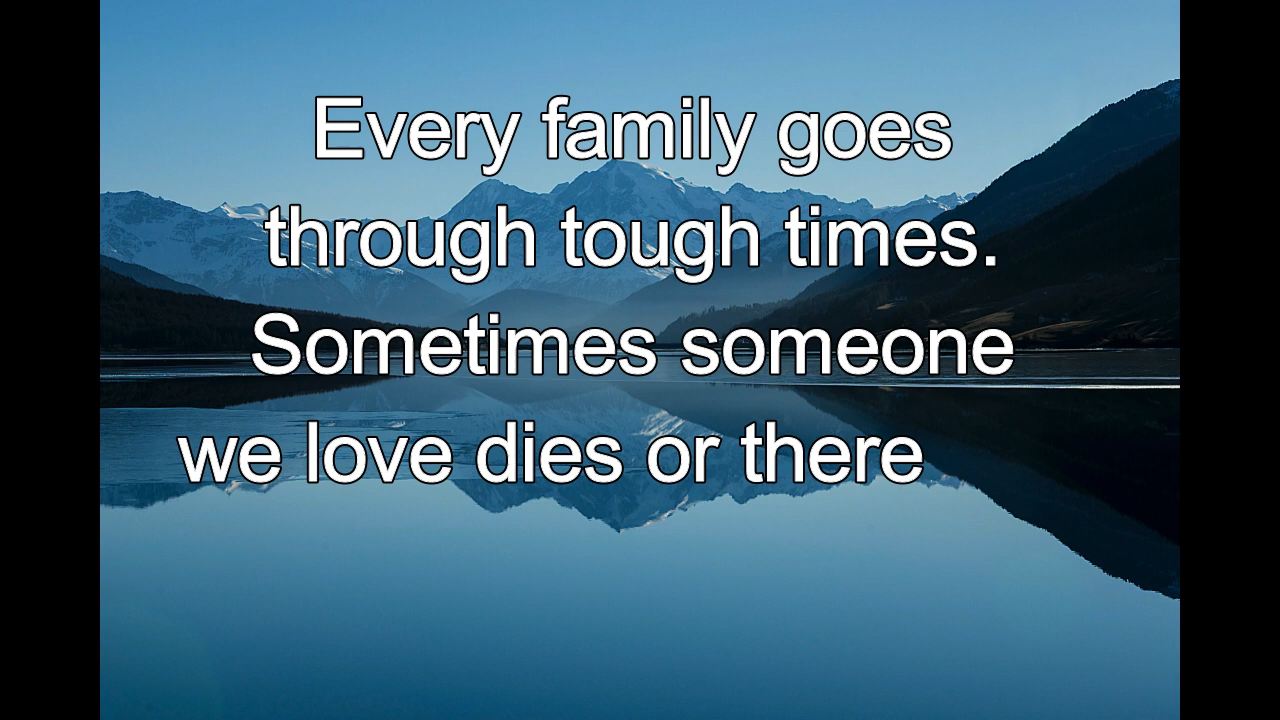 Every family goes
through tough times.
Sometimes someone
we love dies or there